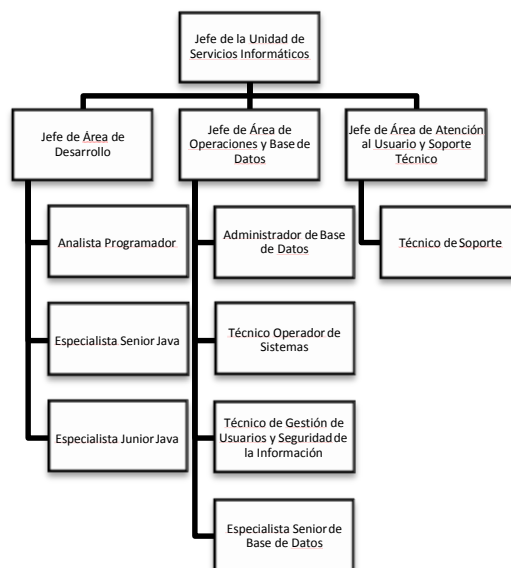 Jefe de la Unidad de
Servicios Informáticos
Jefe de Área de
Desarrollo
Jefe de Área de
Operaciones y Base de
Datos
Jefe de Área de Atención
al Usuario y Soporte
Técnico
Analista Programador
Administrador de Base
de Datos
Técnico de Soporte
Especialista Senior Java
Técnico Operador de
Sistemas
Especialista Junior Java
Técnico de Gestión de
Usuarios y Seguridad de
la Información
Especialista Senior de
Base de Datos